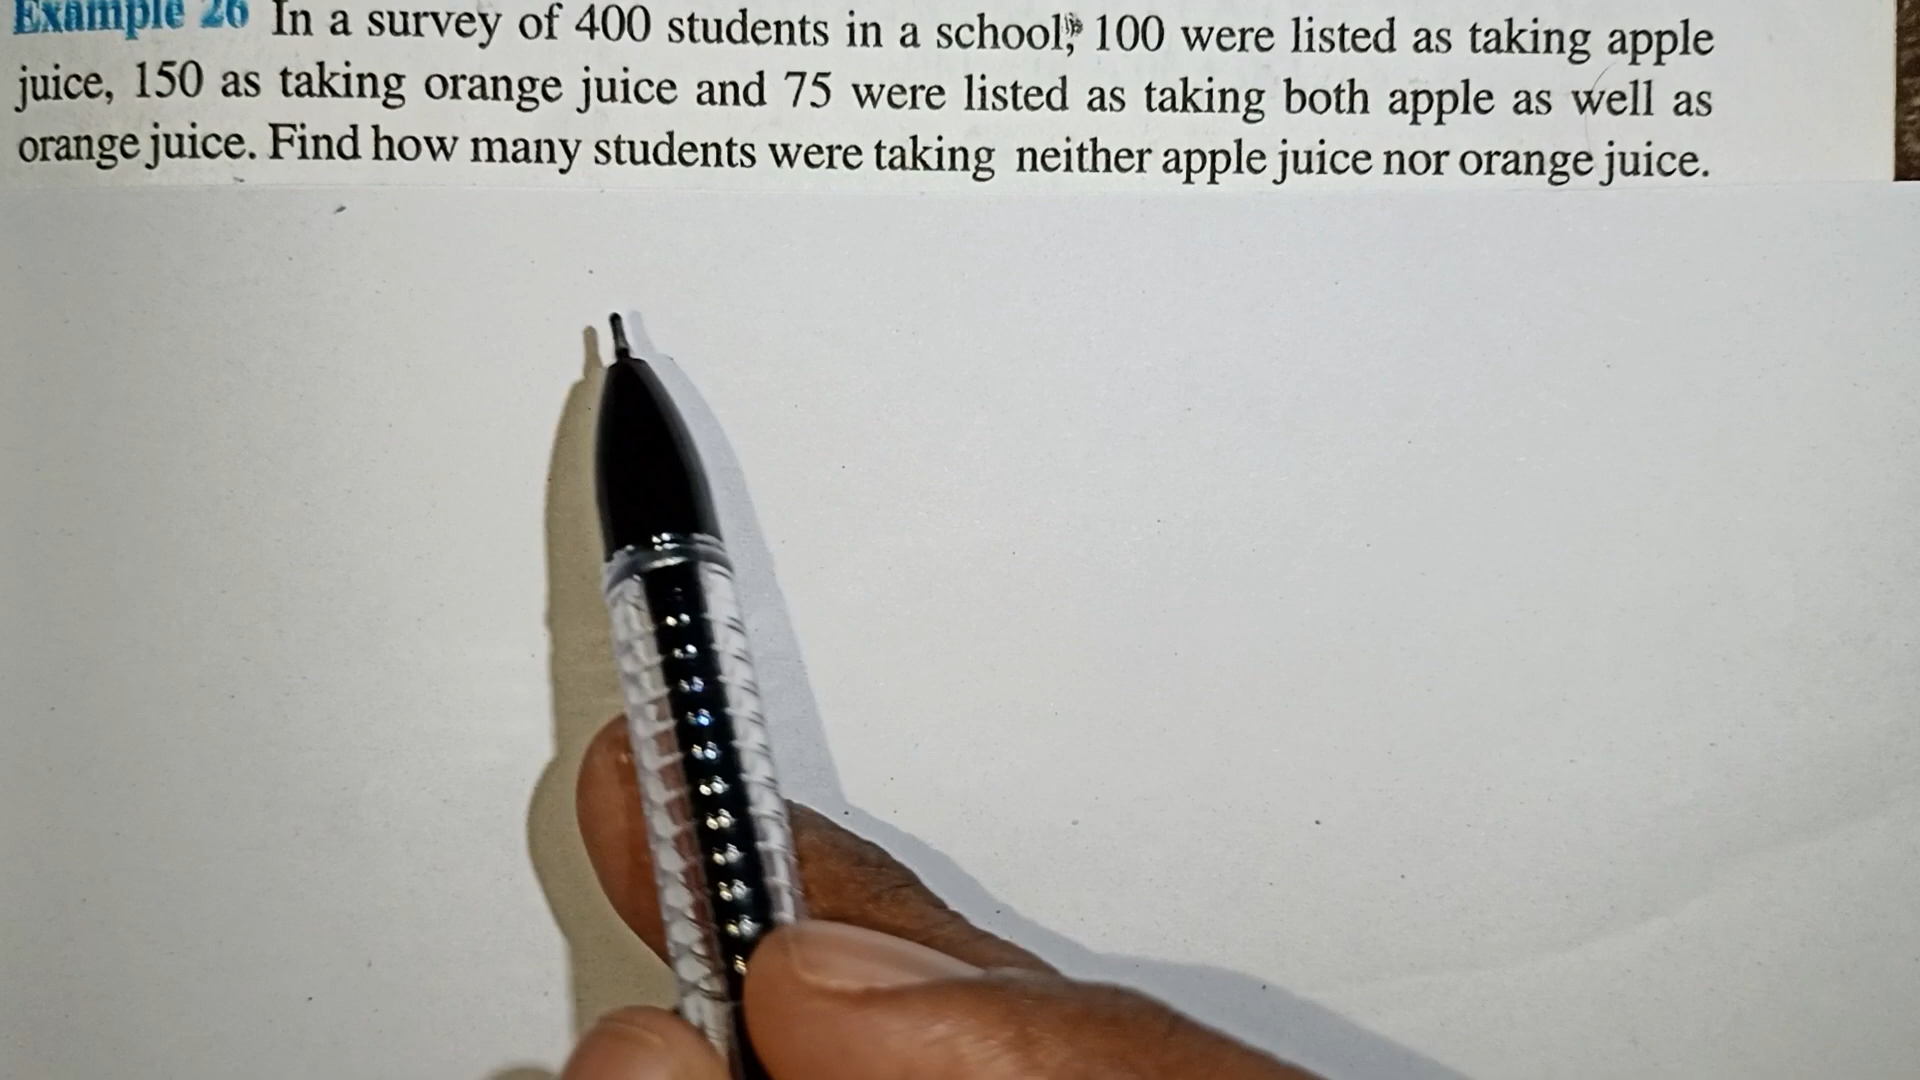 Example 26 In a survey of 400 students in a school, 100 were listed as taking apple
juice, 150 as taking orange juice and 75 were listed as taking both apple as well as
orange juice. Find how many students were taking neither apple juice nor orange juice.